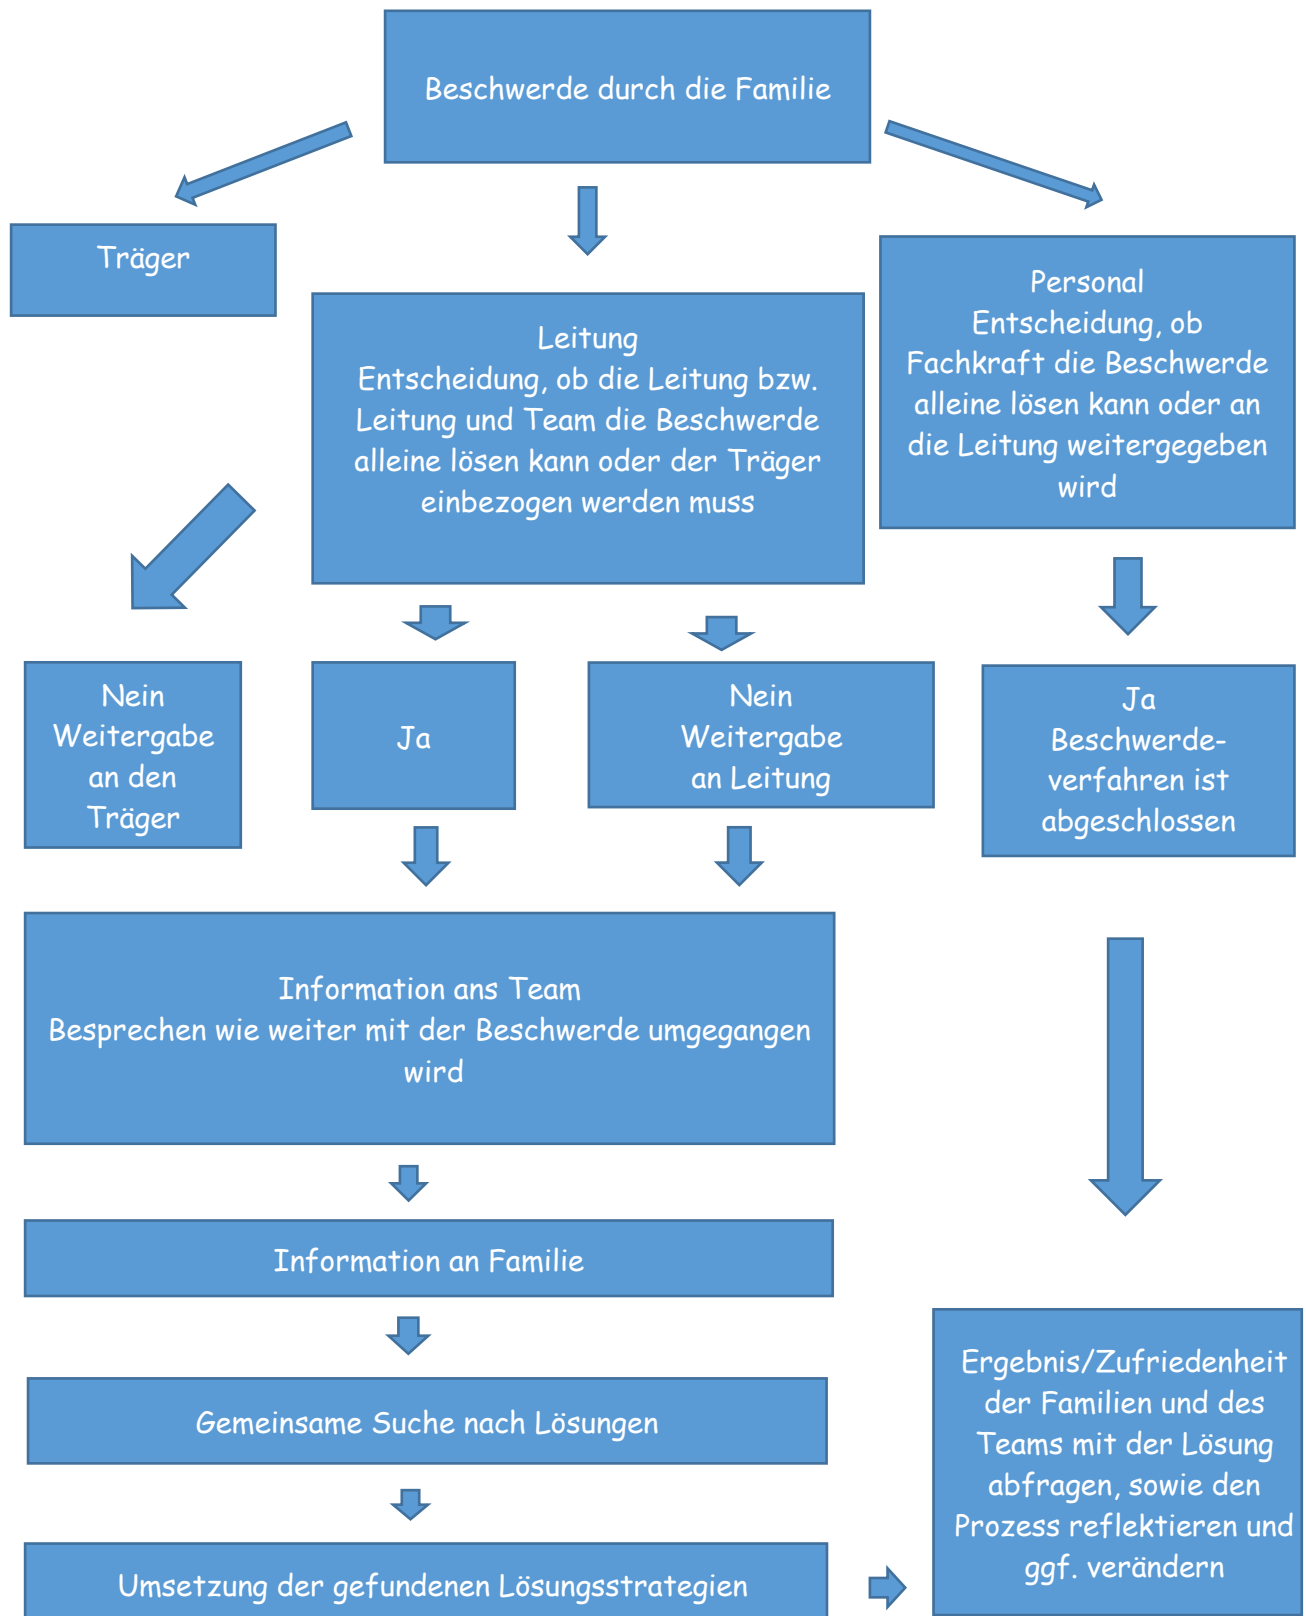 Beschwerde durch die Familie
Träger
Leitung
Entscheidung, ob die Leitung bzw.
Leitung und Team die Beschwerde
alleine lösen kann oder der Träger
einbezogen werden muss
Personal
Entscheidung, ob
Fachkraft die Beschwerde
alleine lösen kann oder an
die Leitung weitergegeben
wird
Nein
Weitergabe
an den
Träger
Ja
Nein
Weitergabe
an Leitung
Ja
Beschwerde-
verfahren ist
abgeschlossen
Information ans Team
Besprechen wie weiter mit der Beschwerde umgegangen
wird
Information an Familie
Gemeinsame Suche nach Lösungen
Umsetzung der gefundenen Lösungsstrategien
Ergebnis/Zufriedenheit
der Familien und des
Teams mit der Lösung
abfragen, sowie den
Prozess reflektieren und
ggf. verändern